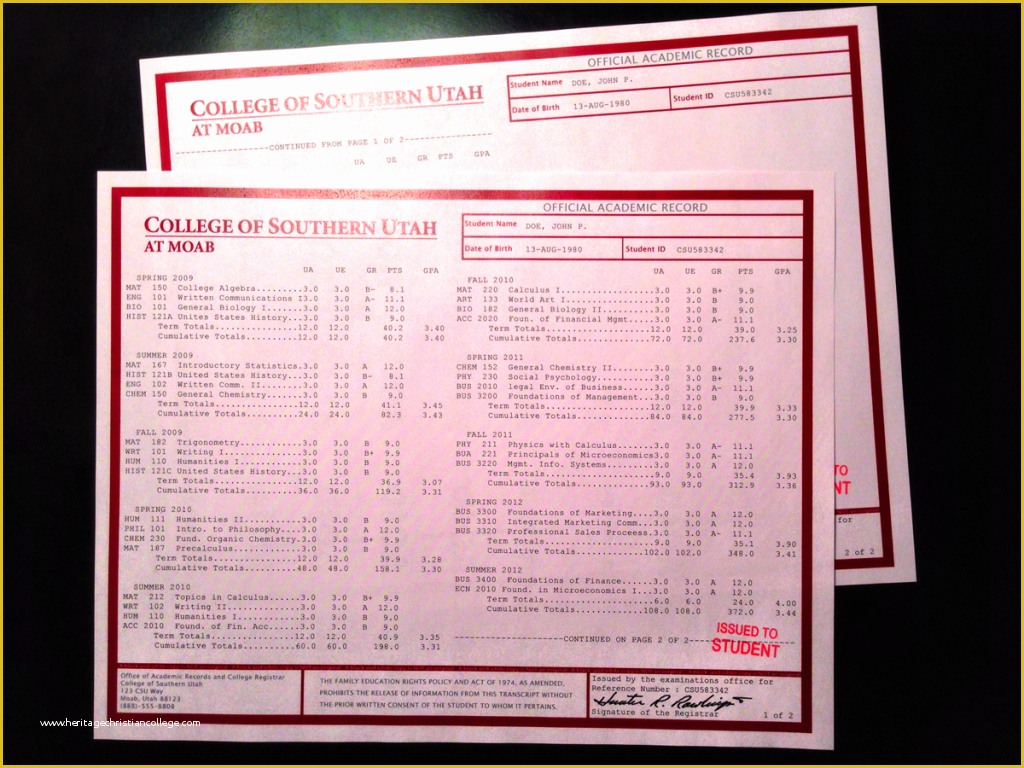 OFFICIAL ACADEMIC RECORD
COLLEGE OF SOUTHERN UTAH
AT MOAB
Student Name DOE, JOHN P.
Date of Birth 13-AUG-1980 Student ID CSU583342
--------------------CONTINUED FROM PAGE 1 OF 2--------------------
UA UE GR PTS GPA
TO
NT
for
2 of 2
OFFICIAL ACADEMIC RECORD
COLLEGE OF SOUTHERN UTAH
AT MOAB
Student Name DOE, JOHN P.
Date of Birth 13-AUG-1980 Student ID CSU583342
UA UE GR PTS GPA
SPRING 2009
MAT 150 College Algebra........3.0 3.0 B- 8.1
ENG 101 Written Communications I3.0 3.0 A- 11.1
BIO 101 General Biology I.......3.0 3.0 A 12.0
HIST 121A United States History...3.0 3.0 B 9.0
Term Totals..............12.0 12.0 40.2 3.40
Cumulative Totals........12.0 12.0 40.2 3.40
SUMMER 2009
MAT 167 Introductory Statistics.3.0 3.0 A 12.0
HIST 121B United States History...3.0 3.0 B- 8.1
ENG 102 Written Comm. II........3.0 3.0 A 12.0
CHEM 150 General Chemistry.......3.0 3.0 B 9.0
Term Totals..............12.0 12.0 41.1 3.45
Cumulative Totals........24.0 24.0 82.3 3.43
FALL 2009
MAT 182 Trigonometry............3.0 3.0 B 9.0
WRT 101 Writing I...............3.0 3.0 B+ 9.9
HUM 110 Humanities I............3.0 3.0 B 9.0
HIST 121C United States History...3.0 3.0 B 9.0
Term Totals..............12.0 12.0 36.9 3.07
Cumulative Totals........36.0 36.0 119.2 3.31
SPRING 2010
HUM 111 Humanities II...........3.0 3.0 B 9.0
PHIL 101 Intro. to Philosophy....3.0 3.0 A 12.0
CHEM 230 Fund. Organic Chemistry.3.0 3.0 B+ 9.9
MAT 187 Precalculus.............3.0 3.0 B 9.0
Term Totals..............12.0 12.0 39.9 3.28
Cumulative Totals........48.0 48.0 158.1 3.30
SUMMER 2010
MAT 212 Topics in Calculus......3.0 3.0 B+ 9.9
WRT 102 Writing II..............3.0 3.0 A 12.0
HUM 110 Humanities I............3.0 3.0 B 9.0
ACC 2010 Found. of Fin. Acc......3.0 3.0 B 9.0
Term Totals..............12.0 12.0 40.9 3.35
Cumulative Totals........60.0 60.0 198.0 3.31
UA UE GR PTS GPA
FALL 2010
MAT 220 Calculus I..............3.0 3.0 B+ 9.9
ART 133 World Art I.............3.0 3.0 B 9.0
BIO 182 General Biology II......3.0 3.0 B 9.0
ACC 2020 Foun. of Financial Mgmt.....3.0 3.0 A- 11.1
Term Totals..............12.0 12.0 39.0 3.25
Cumulative Totals........72.0 72.0 237.6 3.30
SPRING 2011
CHEM 152 General Chemistry II........3.0 3.0 B+ 9.9
PHY 230 Social Psychology...........3.0 3.0 B+ 9.9
BUS 2010 legal Env. of Business......3.0 3.0 A- 11.1
BUS 3200 Foundations of Management...3.0 3.0 B 9.0
Term Totals..............12.0 12.0 39.9 3.33
Cumulative Totals........84.0 84.0 277.5 3.30
FALL 2011
PHY 211 Physics with Calculus......3.0 3.0 A- 11.1
BUA 221 Principals of Microeconomics3.0 3.0 A- 11.1
BUS 3220 Mgmt. Info. Systems........3.0 3.0 A 12.0
Term Totals..............9.0 9.0 35.4 3.93
Cumulative Totals........93.0 93.0 312.9 3.36
SPRING 2012
BUS 3300 Foundations of Marketing....3.0 3.0 A 12.0
BUS 3310 Integrated Marketing Comm...3.0 3.0 A 12.0
BUS 3320 Professional Sales Proceess.3.0 3.0 A- 11.1
Term Totals..............9.0 9.0 35.1 3.90
Cumulative Totals........102.0 102.0 348.0 3.41
SUMMER 2012
BUS 3400 Foundations of Finance......3.0 3.0 A 12.0
ECN 2010 Found. in Microeconomics I...3.0 3.0 A 12.0
Term Totals..............6.0 6.0 24.0 4.00
Cumulative Totals........108.0 108.0 372.0 3.44
--------------------CONTINUED ON PAGE 2 OF 2--------------------
ISSUED TO
STUDENT
Office of Academic Records and College Registrar
College of Southern Utah
123 CSU Way
Moab, Utah 88123
(885)-555-8808
THE FAMILY EDUCATION RIGHTS POLICY AND ACT OF 1974, AS AMENDED,
PROHIBITS THE RELEASE OF INFORMATION FROM THIS TRANSCRIPT WITHOUT
THE PRIOR WRITTEN CONSENT OF THE STUDENT TO WHOM IT PERTAINS.
Issued by the examinations office for
Reference Number : CSU583342
Hunter R. Rawlings
Signature of the Registrar
1 of 2
www.heritagechristiancollege.com